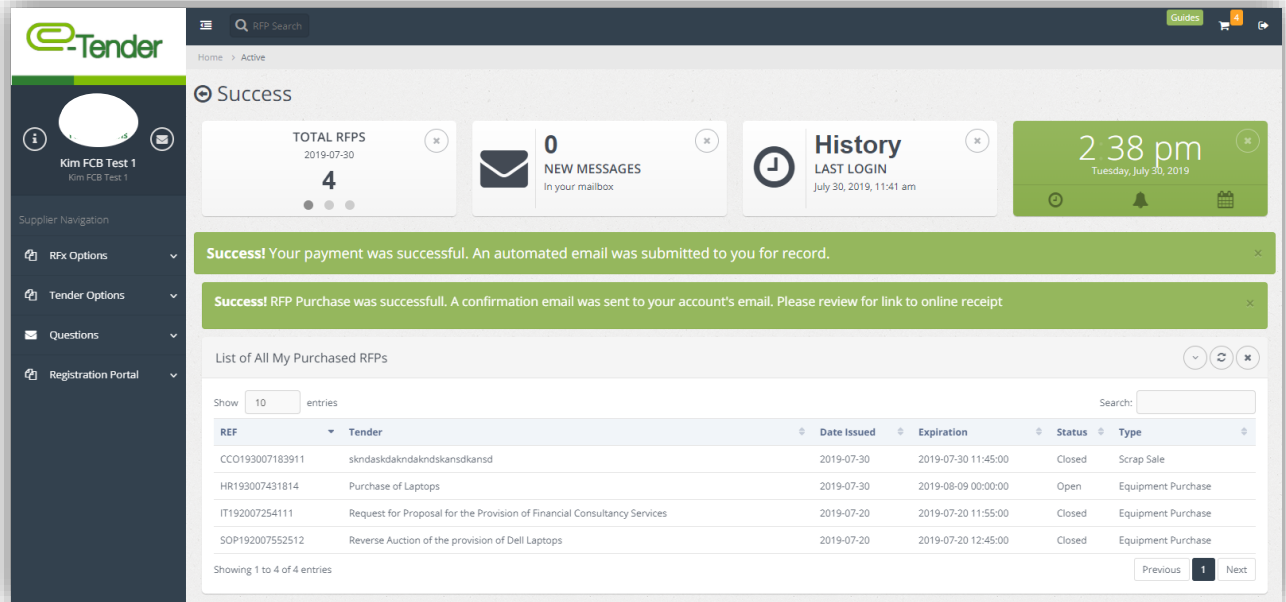 e-Tender
RFP Search
Guides
4
Home > Active
Success
Kim FCB Test 1
Kim FCB Test 1
Supplier Navigation
RFx Options
Tender Options
Questions
Registration Portal
TOTAL RFPS
2019-07-30
4
0
NEW MESSAGES
In your mailbox
History
LAST LOGIN
July 30, 2019, 11:41 am
2:38 pm
Tuesday, July 30, 2019
Success! Your payment was successful. An automated email was submitted to you for record.
Success! RFP Purchase was successfull. A confirmation email was sent to your account's email. Please review for link to online receipt
List of All My Purchased RFPs
Show 10 entries Search:
REF Tender Date Issued Expiration Status Type
CCO193007183911 skndaskdakndakndskansdkansd 2019-07-30 2019-07-30 11:45:00 Closed Scrap Sale
HR193007431814 Purchase of Laptops 2019-07-30 2019-08-09 00:00:00 Open Equipment Purchase
IT192007254111 Request for Proposal for the Provision of Financial Consultancy Services 2019-07-20 2019-07-20 11:55:00 Closed Equipment Purchase
SOP192007552512 Reverse Auction of the provision of Dell Laptops 2019-07-20 2019-07-20 12:45:00 Closed Equipment Purchase
Showing 1 to 4 of 4 entries
Previous 1 Next